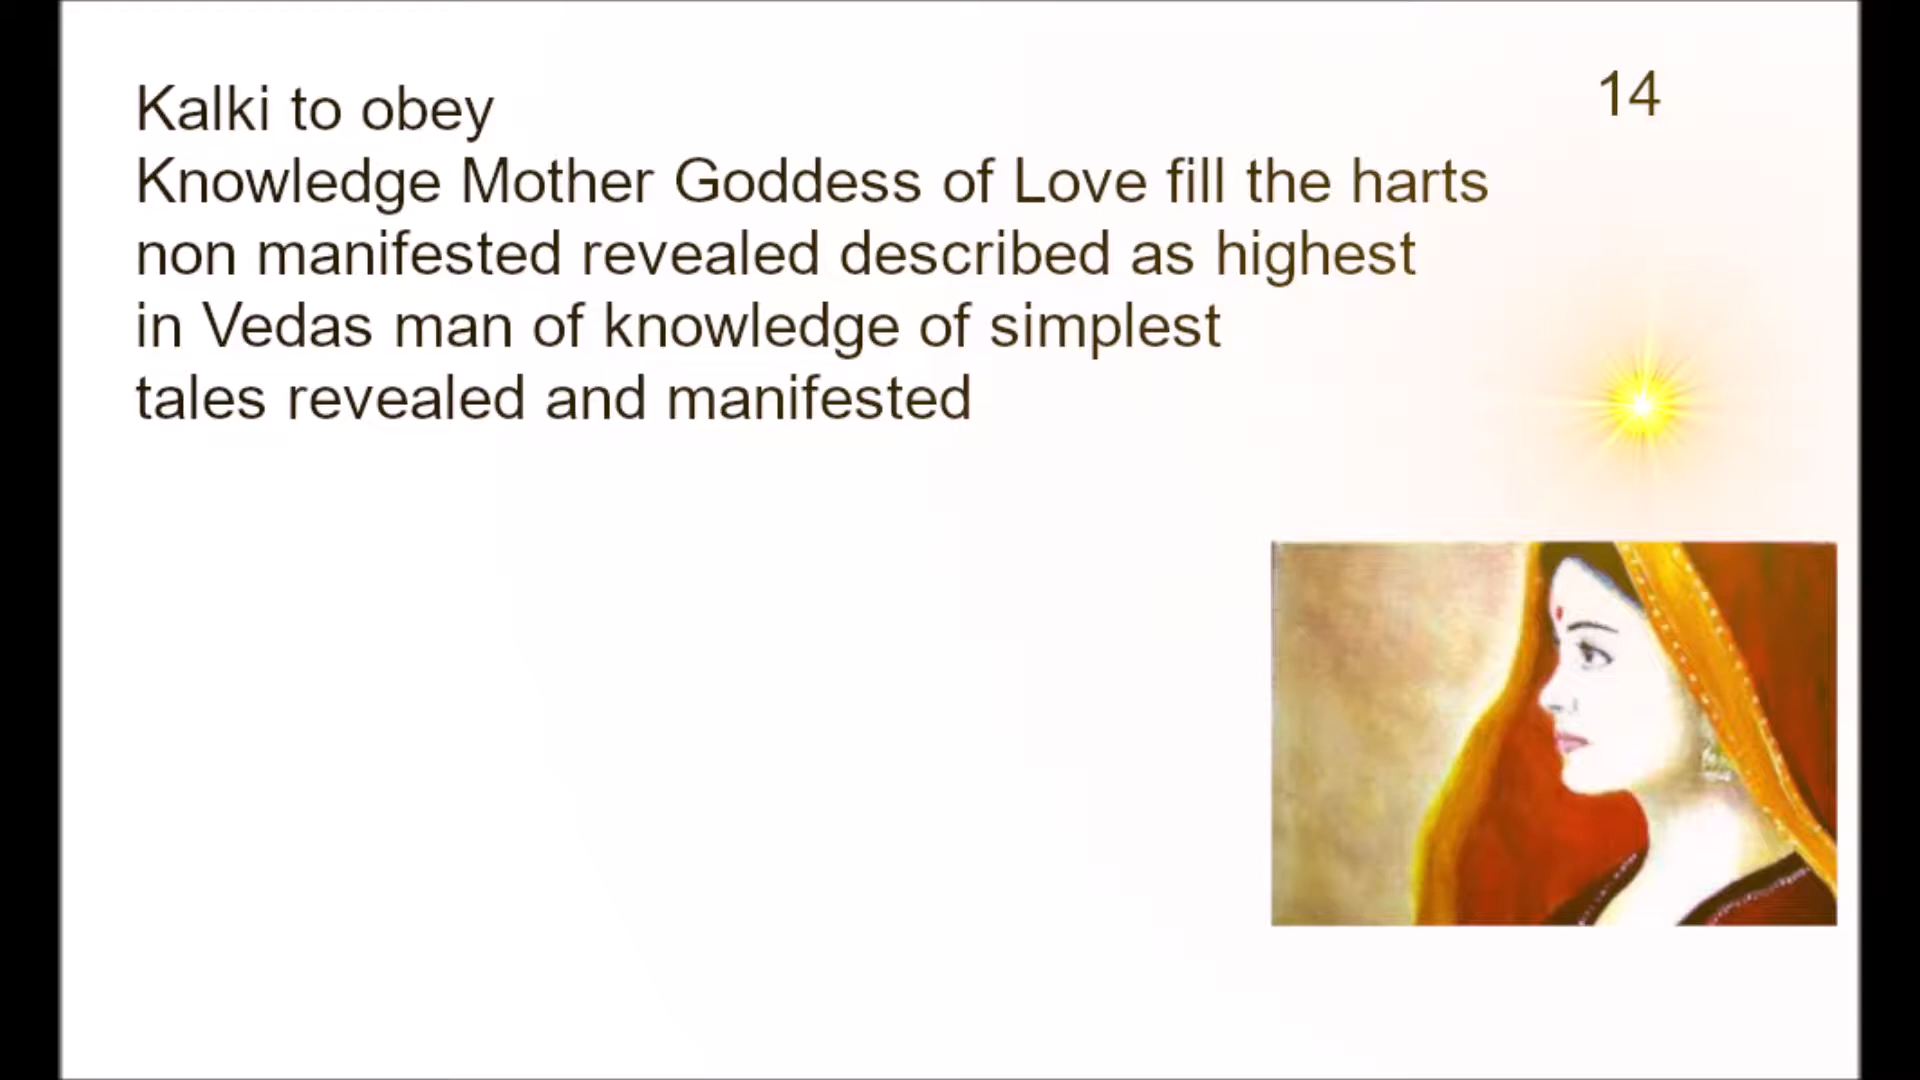 Kalki to obey
14
Knowledge Mother Goddess of Love fill the harts
non manifested revealed described as highest
in Vedas man of knowledge of simplest
tales revealed and manifested